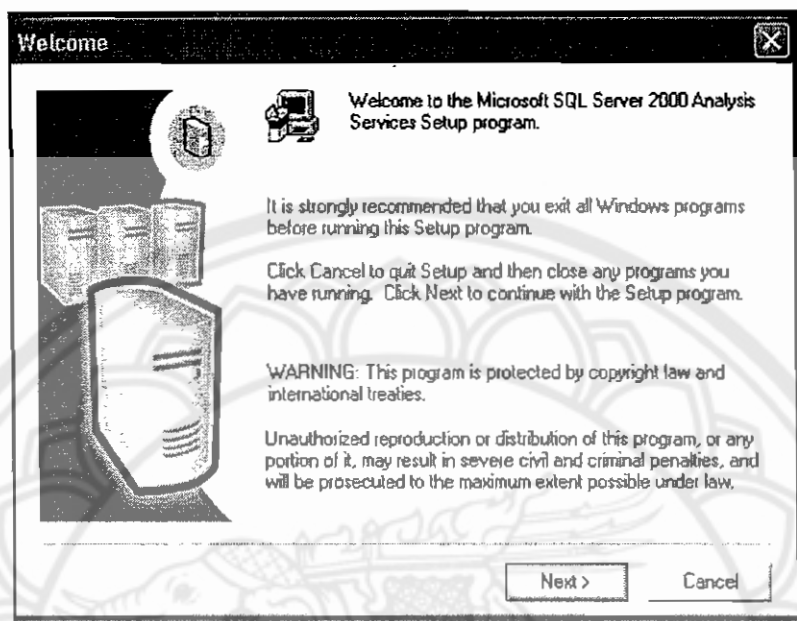 Welcome
Welcome to the Microsoft SQL Server 2000 Analysis
Services Setup program.
It is strongly recommended that you exit all Windows programs
before running this Setup program.
Click Cancel to quit Setup and then close any programs you
have running. Click Next to continue with the Setup program.
WARNING: This program is protected by copyright law and
international treaties.
Unauthorized reproduction or distribution of this program, or any
portion of it, may result in severe civil and criminal penalties, and
will be prosecuted to the maximum extent possible under law.
Next >
Cancel